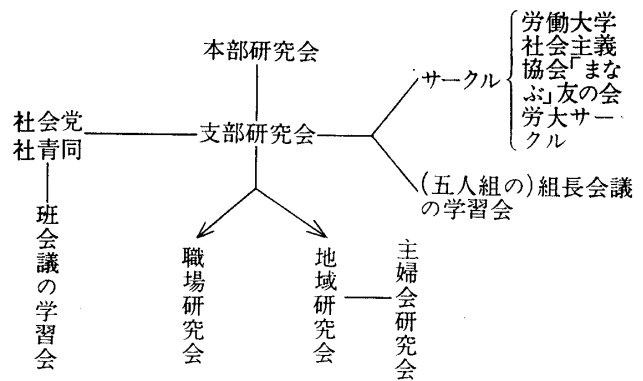 本部研究会
サークル
労働大学
社会主義
協会「まな
ぶ」友の会
労大サー
クル
社会党
社青同
支部研究会
(五人組の)組長会議
の学習会
班会議の学習会
職場研究会
地域研究会
主婦会研究会